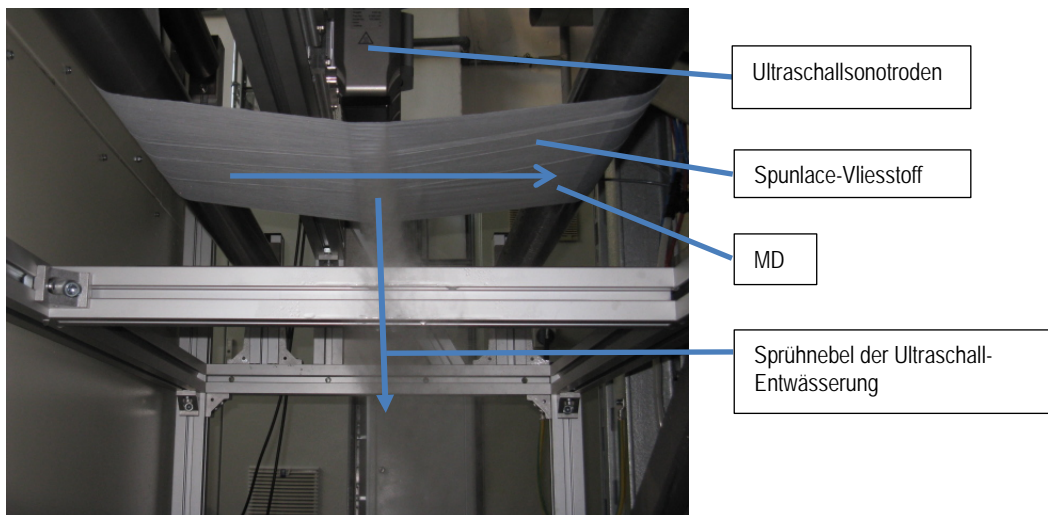 Ultraschallsonotroden
Spunlace-Vliesstoff
MD
Sprühnebel der Ultraschall-
Entwässerung